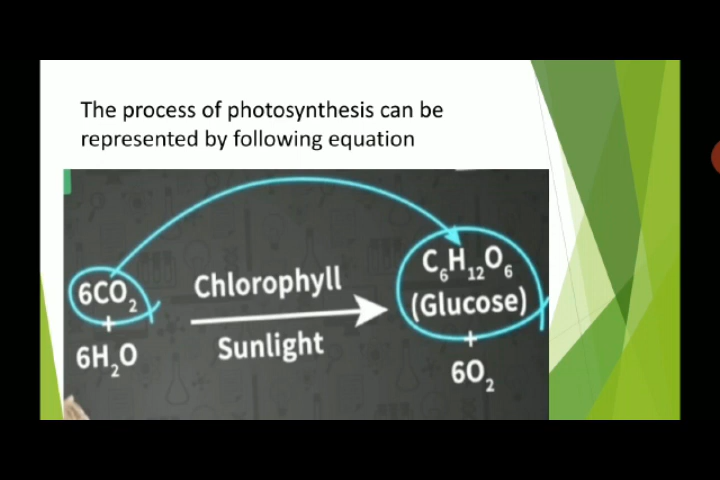 The process of photosynthesis can be
represented by following equation
6CO₂
+
6H₂O
Chlorophyll
Sunlight
C₆H₁₂O₆
(Glucose)
+
6O₂